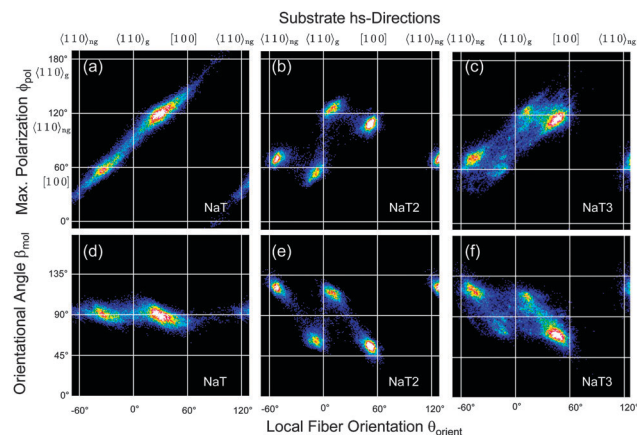 Substrate hs-Directions
⟨110⟩ng ⟨110⟩g [100] ⟨110⟩ng ⟨110⟩g [100] ⟨110⟩ng ⟨110⟩g [100] ⟨110⟩ng
Max. Polarization ϕpol
180°
⟨110⟩g
120°
⟨110⟩ng
60°
[100]
0°
(a)
NaT
(b)
NaT2
(c)
NaT3
Orientational Angle βmol
135°
90°
45°
0°
(d)
NaT
(e)
NaT2
(f)
NaT3
-60° 0° 60° 120° -60° 0° 60° 120° -60° 0° 60° 120°
Local Fiber Orientation θorient